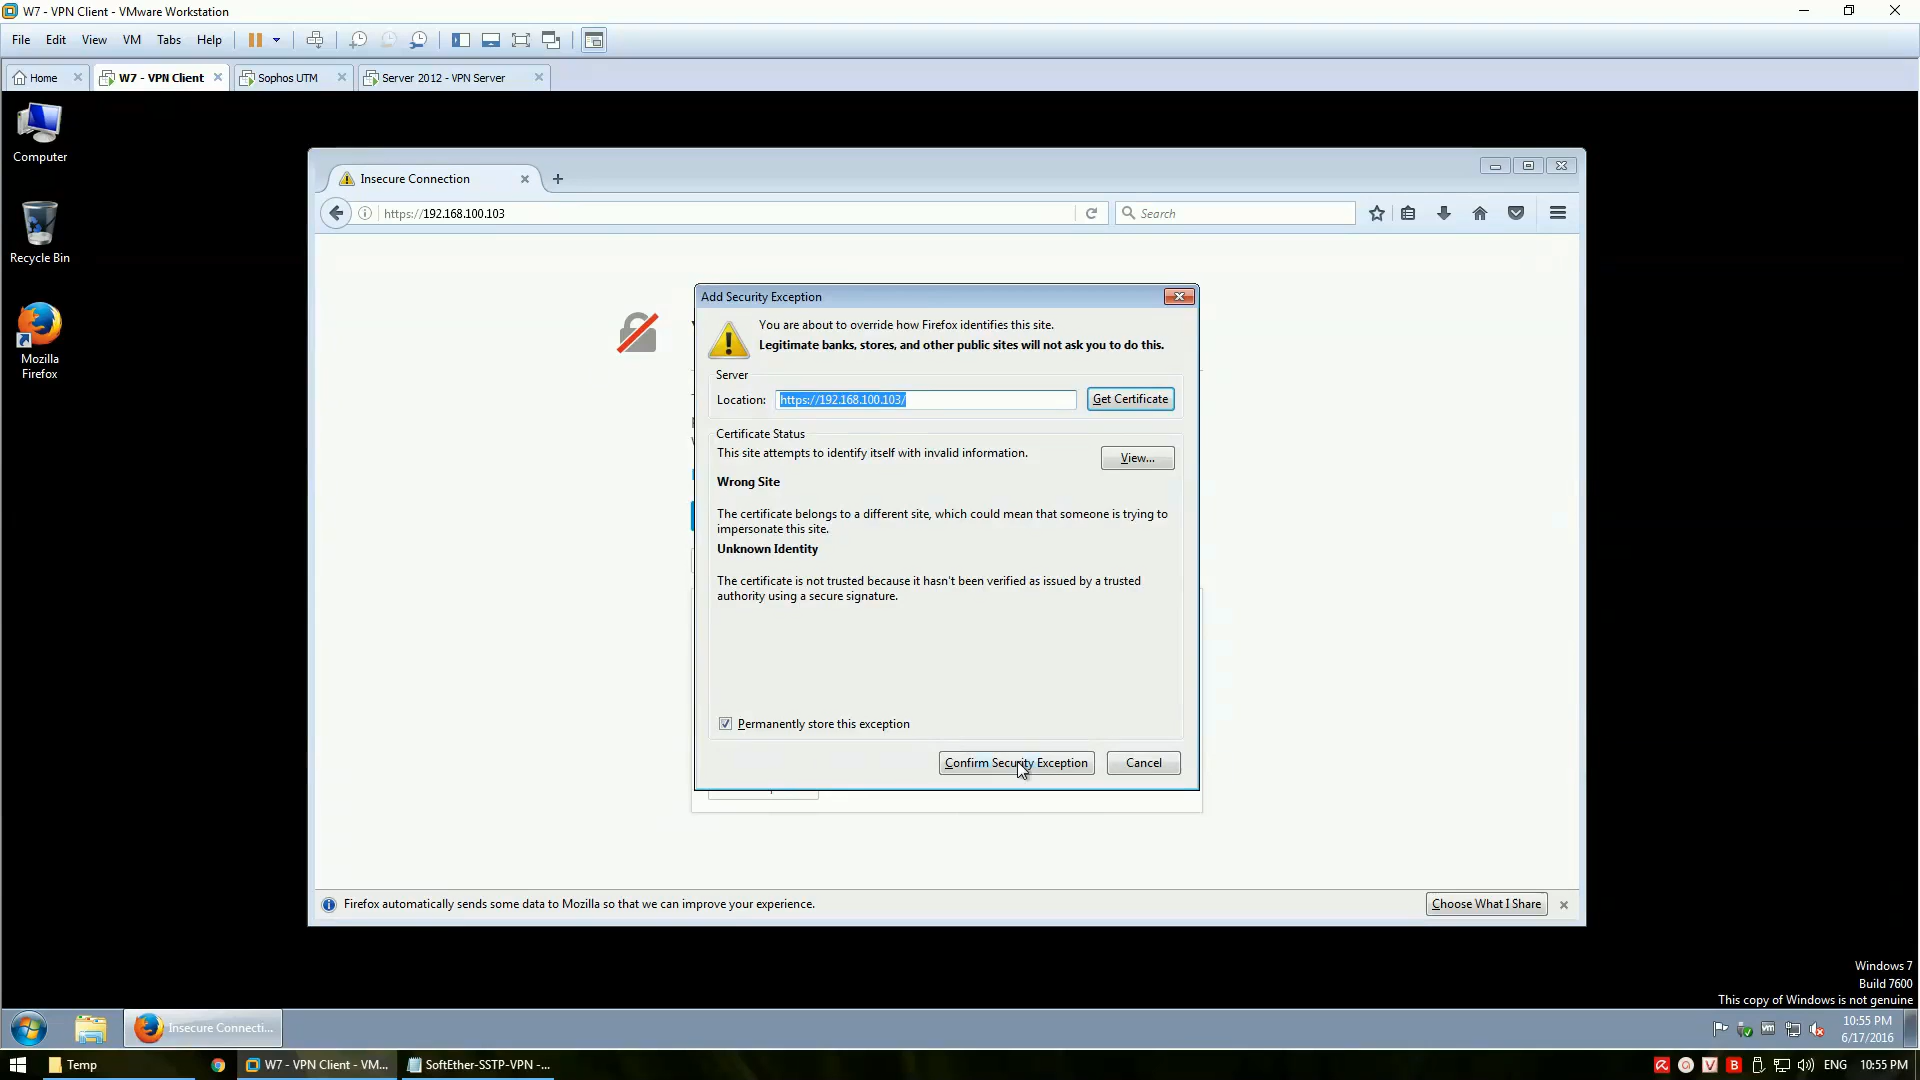 W7 - VPN Client - VMware Workstation
File Edit View VM Tabs Help
Home W7 - VPN Client Sophos UTM Server 2012 - VPN Server
Computer
Recycle Bin
Mozilla
Firefox
Insecure Connection
https://192.168.100.103
Search
Add Security Exception
You are about to override how Firefox identifies this site.
Legitimate banks, stores, and other public sites will not ask you to do this.
Server
Location: https://192.168.100.103/ Get Certificate
Certificate Status
This site attempts to identify itself with invalid information.
View...
Wrong Site
The certificate belongs to a different site, which could mean that someone is trying to
impersonate this site.
Unknown Identity
The certificate is not trusted because it hasn't been verified as issued by a trusted
authority using a secure signature.
Permanently store this exception
Confirm Security Exception Cancel
Firefox automatically sends some data to Mozilla so that we can improve your experience.
Choose What I Share
Windows 7
Build 7600
This copy of Windows is not genuine
Insecure Connecti...
10:55 PM
6/17/2016
Temp
W7 - VPN Client - VM...
SoftEther-SSTP-VPN -...
ENG 10:55 PM